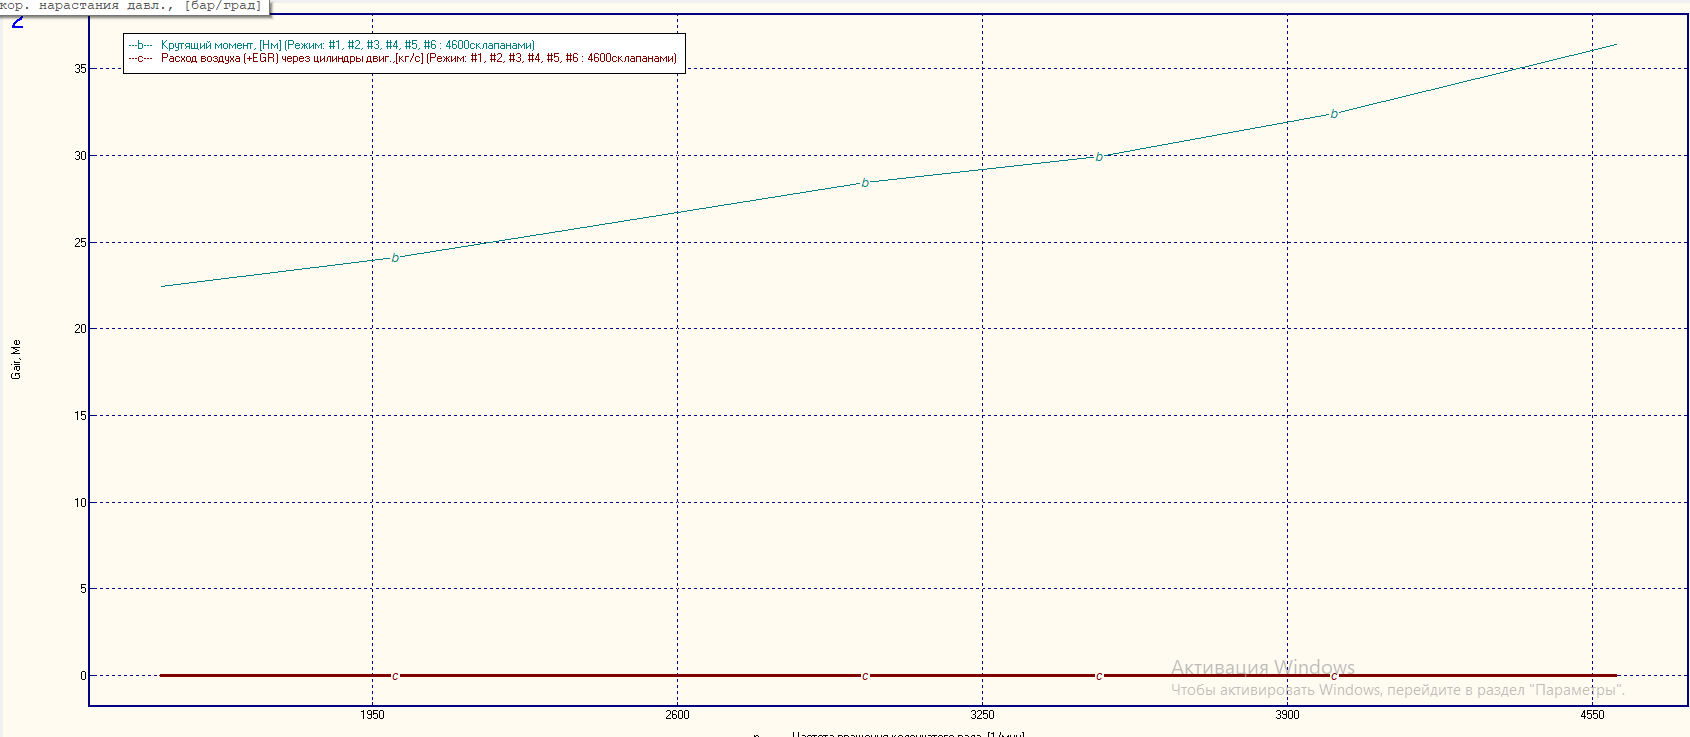 кор. нарастания давл., [бар/град]
2
---b--- Крутящий момент, [Нм] (Режим: #1, #2, #3, #4, #5, #6 : 4600склапанами)
---c--- Расход воздуха (+EGR) через цилиндры двиг.,[кг/с] (Режим: #1, #2, #3, #4, #5, #6 : 4600склапанами)
35
30
25
20
15
10
5
0
Gair, Me
b
b
b
b
c
c
c
c
Активация Windows
Чтобы активировать Windows, перейдите в раздел "Параметры".
1950
2600
3250
3900
4550
Частота вращения коленчатого вала, [1/мин]